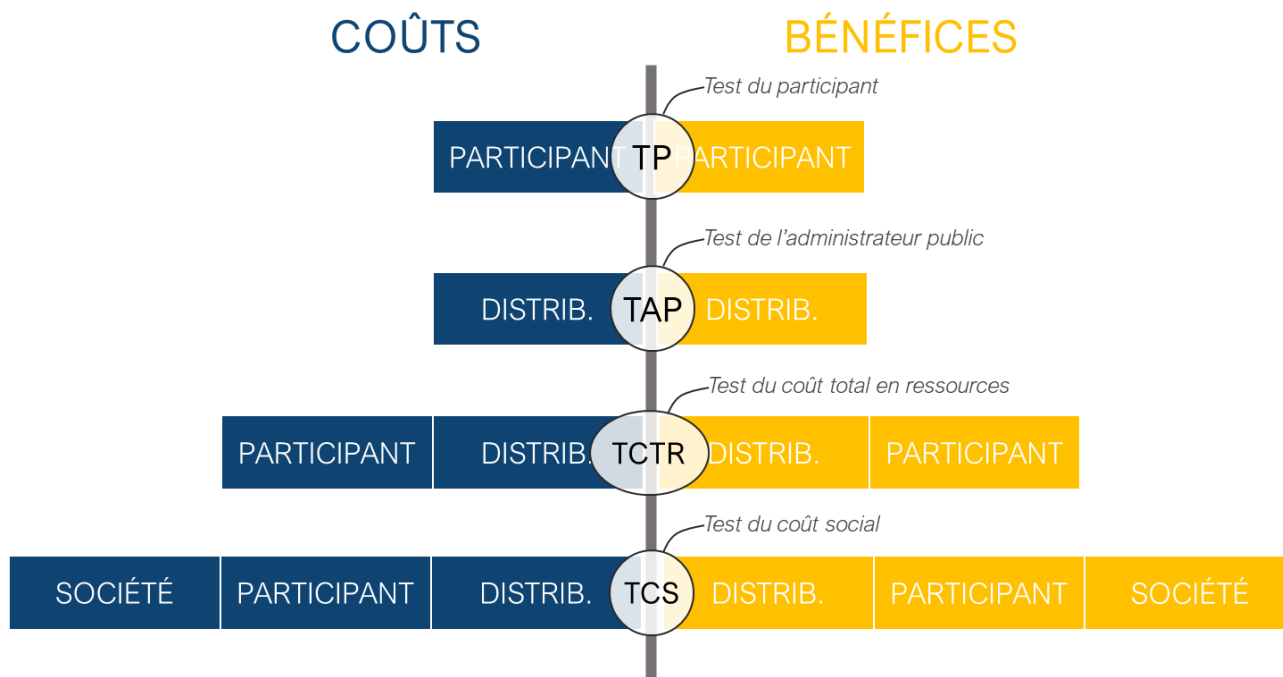 COÛTS BÉNÉFICES
Test du participant
PARTICIPANT TP PARTICIPANT
Test de l'administrateur public
DISTRIB. TAP DISTRIB.
Test du coût total en ressources
PARTICIPANT DISTRIB. TCTR DISTRIB. PARTICIPANT
Test du coût social
SOCIÉTÉ PARTICIPANT DISTRIB. TCS DISTRIB. PARTICIPANT SOCIÉTÉ